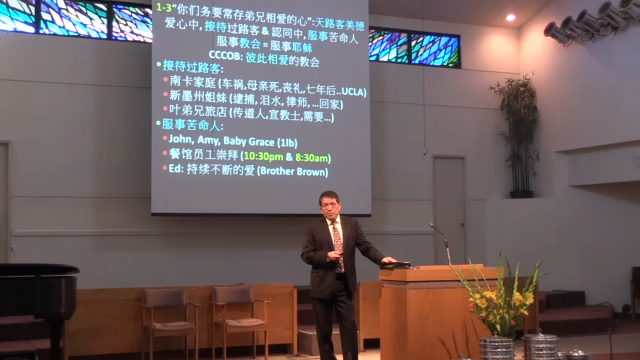 1-3“你们务要常存弟兄相爱的心”:天路客美德
爱心中, 接待过路客 & 認同中, 服事苦命人
服事教会 = 服事耶稣
CCCOB: 彼此相爱的教会
接待过路客:
南卡家庭 (车祸, 母亲死, 丧礼, 七年后..UCLA)
新墨州姐妹 (逮捕, 泪水, 律师, ...回家)
叶弟兄旅店 (传道人, 宣教士, 需要...)
服事苦命人:
John, Amy, Baby Grace (1lb)
餐馆员工崇拜 (10:30pm & 8:30am)
Ed: 持续不断的爱 (Brother Brown)